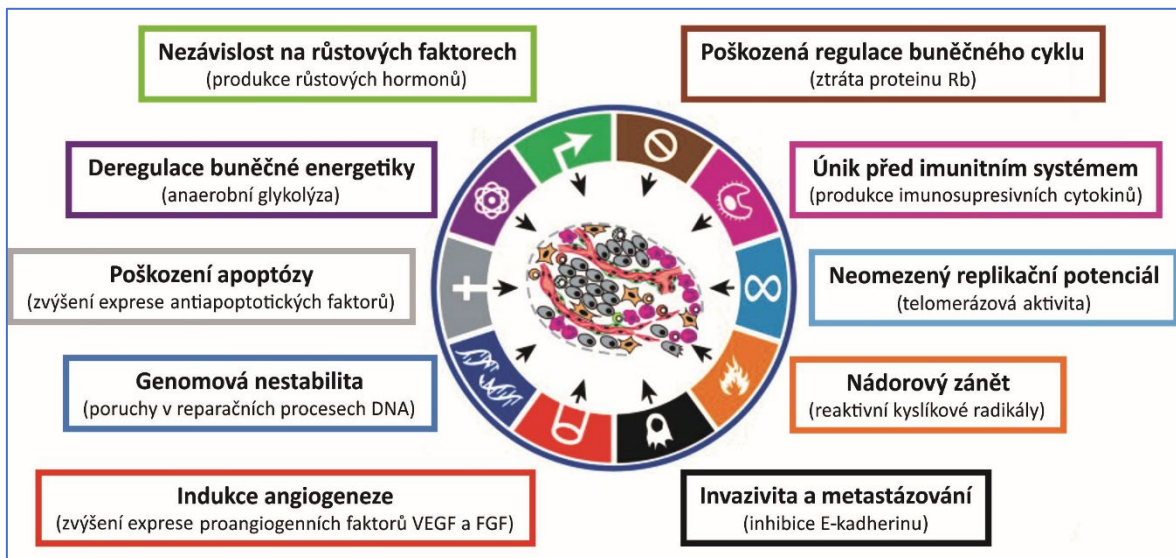 Nezávislost na růstových faktorech
(produkce růstových hormonů)
Poškozená regulace buněčného cyklu
(ztráta proteinu Rb)
Deregulace buněčné energetiky
(anaerobní glykolýza)
Únik před imunitním systémem
(produkce imunosupresivních cytokinů)
Poškození apoptózy
(zvýšení exprese antiapoptotických faktorů)
Neomezený replikační potenciál
(telomerázová aktivita)
Genomová nestabilita
(poruchy v reparačních procesech DNA)
Nádorový zánět
(reaktivní kyslíkové radikály)
Indukce angiogeneze
(zvýšení exprese proangiogenních faktorů VEGF a FGF)
Invazivita a metastázování
(inhibice E-kadherinu)